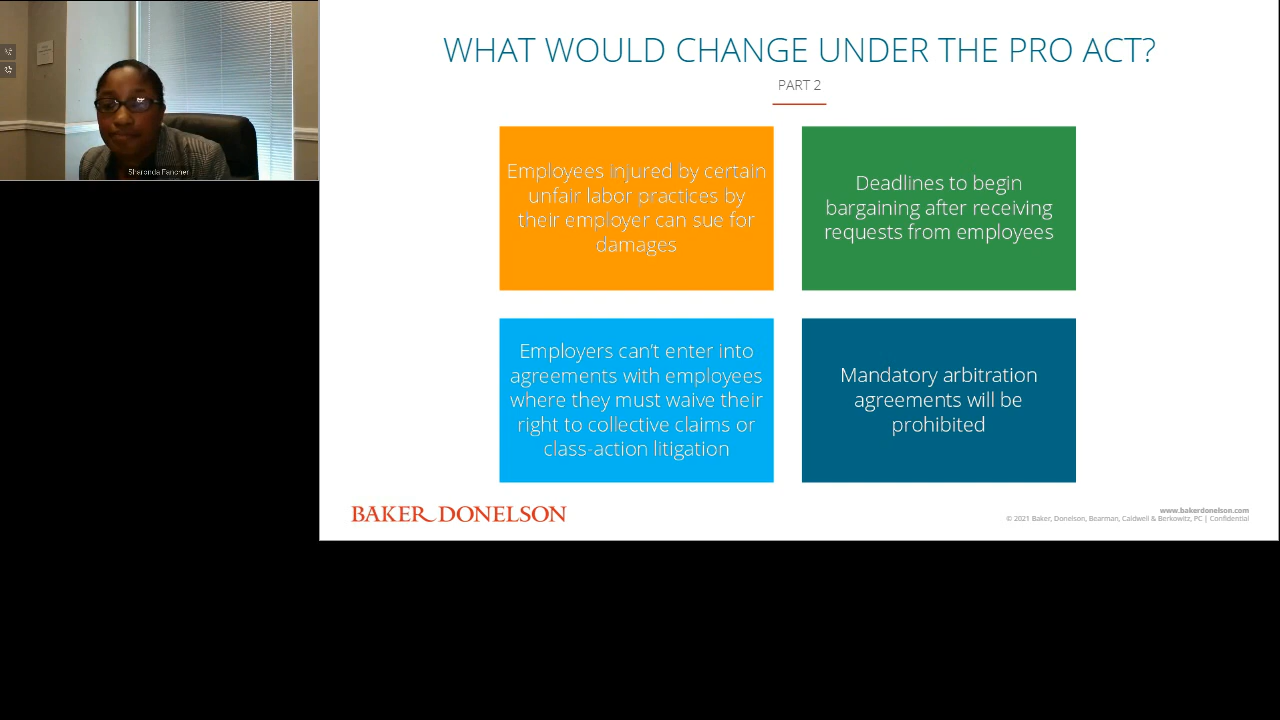 Sharonda Fancher
WHAT WOULD CHANGE UNDER THE PRO ACT?
PART 2
Employees injured by certain
unfair labor practices by
their employer can sue for
damages
Deadlines to begin
bargaining after receiving
requests from employees
Employers can't enter into
agreements with employees
where they must waive their
right to collective claims or
class-action litigation
Mandatory arbitration
agreements will be
prohibited
BAKER DONELSON
www.bakerdonelson.com
© 2021 Baker, Donelson, Bearman, Caldwell & Berkowitz, PC | Confidential